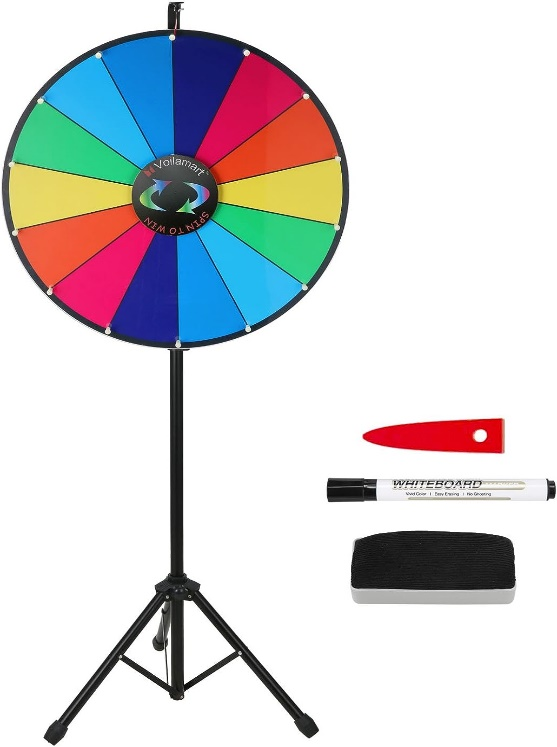 Voilamart
SPIN TO WIN
WHITEBOARD
Vivid Color | Easy Erasing | No Ghosting